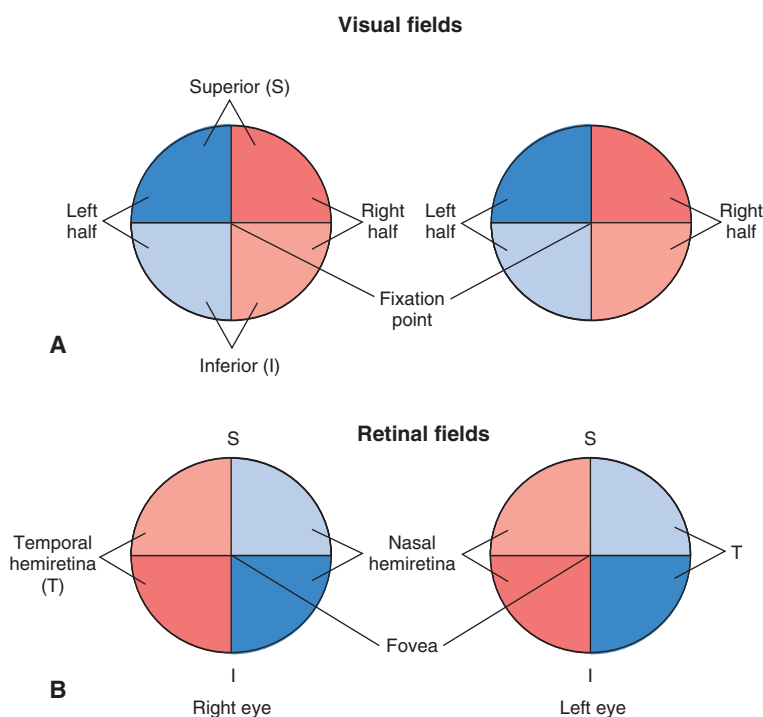 Visual fields
Superior (S)
Left
half
Right
half
Left
half
Right
half
Fixation
point
A
Inferior (I)
Retinal fields
S
S
Temporal
hemiretina
(T)
Nasal
hemiretina
T
Fovea
B
I
I
Right eye
Left eye